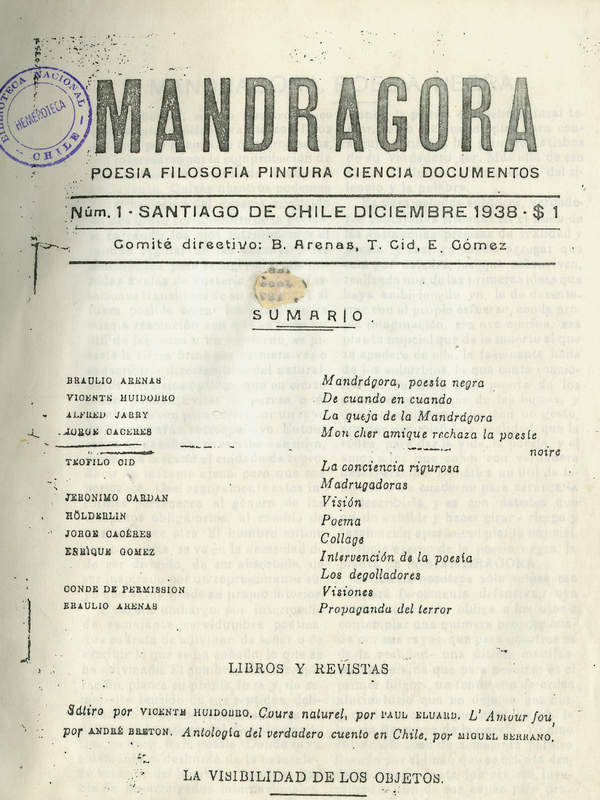 BIBLIOTECA NACIONAL
HEMEROTECA
CHILE
MANDRAGORA
POESIA FILOSOFIA PINTURA CIENCIA DOCUMENTOS
Núm. 1 - SANTIAGO DE CHILE DICIEMBRE 1938 - $ 1
Comité directivo: B. Arenas, T. Cid, E. Gómez
SUMARIO
BRAULIO ARENAS Mandrágora, poesía negra
VICENTE HUIDOBRO De cuando en cuando
ALFRED JARRY La queja de la Mandrágora
JORGE CACERES Mon cher amique rechaza la poesie
noire
TEOFILO CID La conciencia rigurosa
Madrugadoras
JERONIMO CARDAN Visión
HÖLDERLIN Poema
JORGE CACÉRES Collage
ENRIQUE GOMEZ Intervención de la poesía
Los degolladores
CONDE DE PERMISSION Visiones
BRAULIO ARENAS Propaganda del terror
LIBROS Y REVISTAS
Sátiro por VICENTE HUIDOBRO, Cours naturel, por PAUL ELUARD. L' Amour fou,
por ANDRÉ BRETON. Antología del verdadero cuento en Chile, por MIGUEL SERRANO.
LA VISIBILIDAD DE LOS OBJETOS.